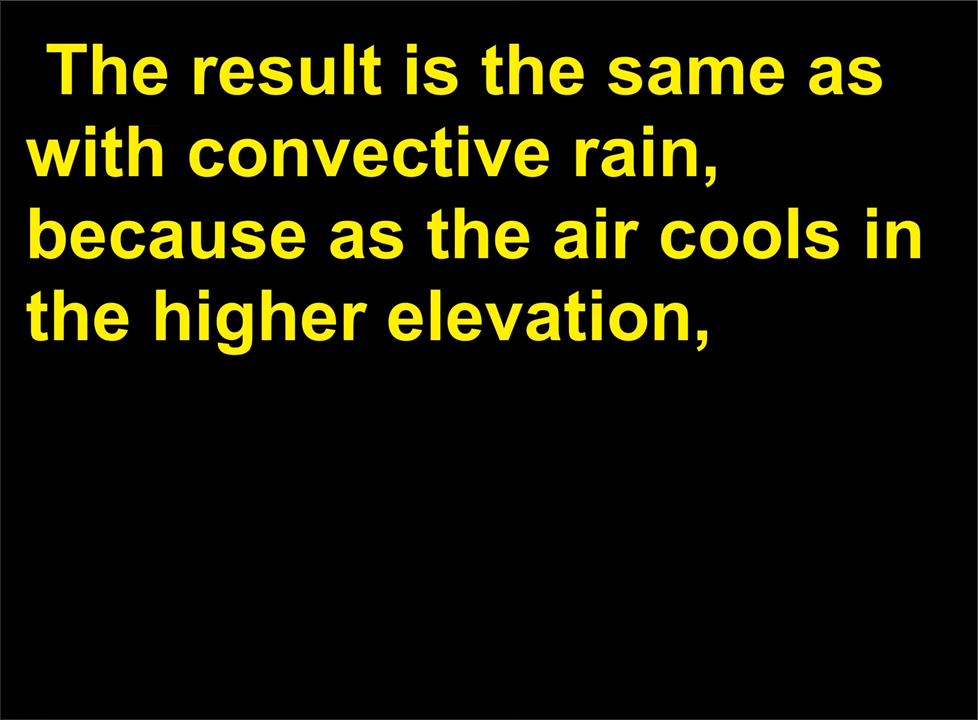 The result is the same as
with convective rain,
because as the air cools in
the higher elevation,